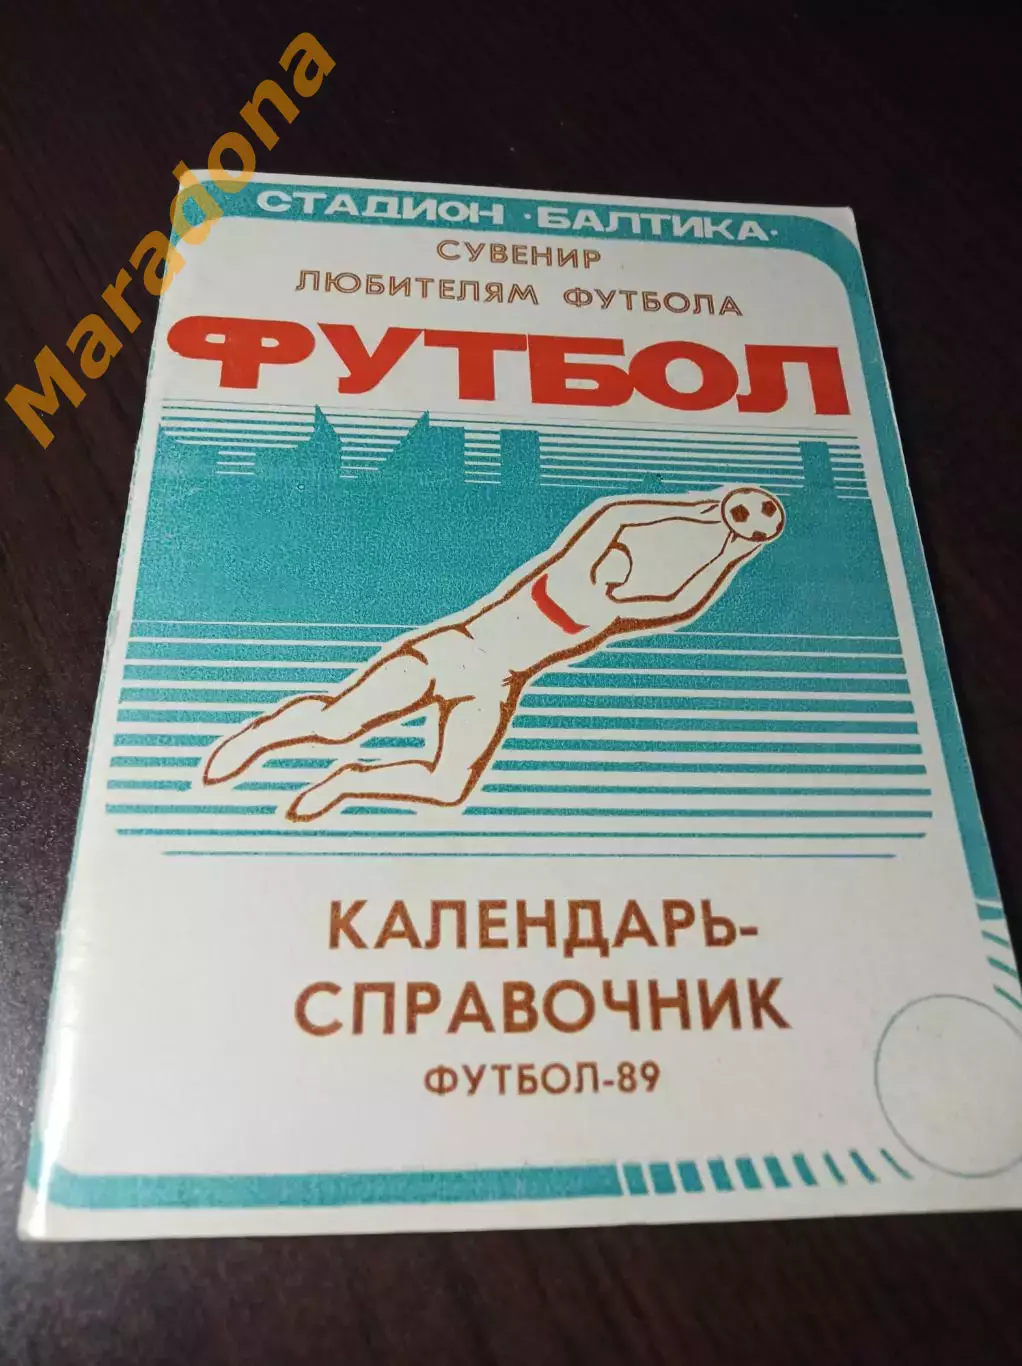 Maradona
СТАДИОН ·БАЛТИКА·
СУВЕНИР
ЛЮБИТЕЛЯМ ФУТБОЛА
ФУТБОЛ
КАЛЕНДАРЬ-
СПРАВОЧНИК
ФУТБОЛ-89